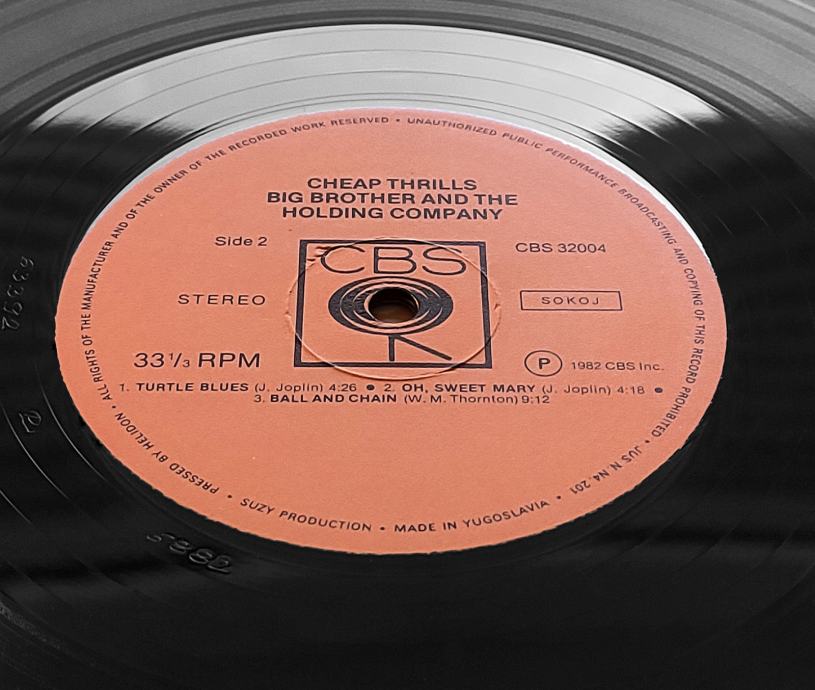 ALL RIGHTS OF THE MANUFACTURER AND OF THE OWNER OF THE RECORDED WORK RESERVED • UNAUTHORIZED PUBLIC PERFORMANCE BROADCASTING AND COPYING OF THIS RECORD PROHIBITED • JUS N N4.201 •
CHEAP THRILLS
BIG BROTHER AND THE
HOLDING COMPANY
Side 2
CBS 32004
CBS
STEREO
SOKOJ
33 1/3 RPM
P 1982 CBS Inc.
1. TURTLE BLUES (J. Joplin) 4:26 ● 2. OH, SWEET MARY (J. Joplin) 4:18 ●
3. BALL AND CHAIN (W. M. Thornton) 9:12
PRESSED BY HELIDON • SUZY PRODUCTION • MADE IN YUGOSLAVIA •